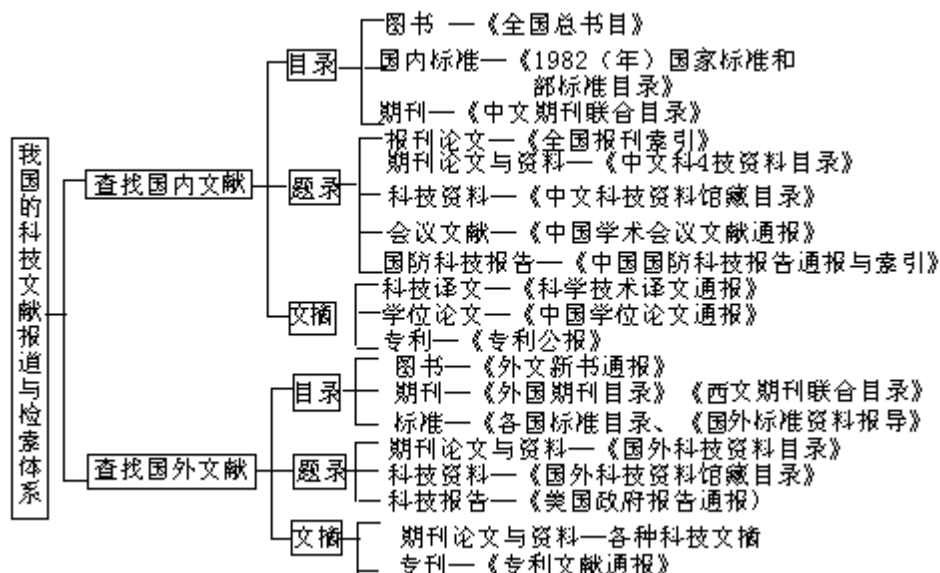 我国的科技文献报道与检索体系
查找国内文献
目录
图书 —《全国总书目》
国内标准—《1982（年）国家标准和
部标准目录》
期刊—《中文期刊联合目录》
题录
报刊论文—《全国报刊索引》
期刊论文与资料—《中文科4技资料目录》
科技资料—《中文科技资料馆藏目录》
会议文献—《中国学术会议文献通报》
国防科技报告—《中国国防科技报告通报与索引》
文摘
科技译文—《科学技术译文通报》
学位论文—《中国学位论文通报》
专利—《专利公报》
查找国外文献
目录
图书—《外文新书通报》
期刊—《外国期刊目录》《西文期刊联合目录》
标准—《各国标准目录、《国外标准资料报导》
题录
期刊论文与资料—《国外科技资料目录》
科技资料—《国外科技资料馆藏目录》
科技报告—《美国政府报告通报）
文摘
期刊论文与资料—各种科技文摘
专刊—《专利文献通报》